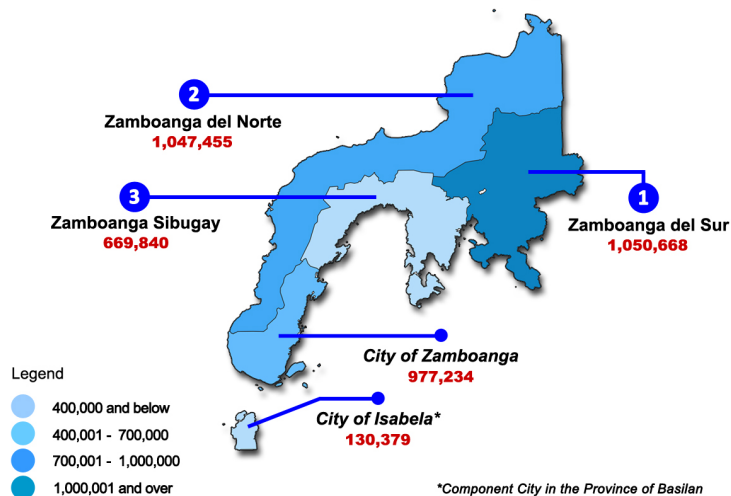 2
Zamboanga del Norte
1,047,455
3
Zamboanga Sibugay
669,840
1
Zamboanga del Sur
1,050,668
City of Zamboanga
977,234
City of Isabela*
130,379
Legend
400,000 and below
400,001 - 700,000
700,001 - 1,000,000
1,000,001 and over
*Component City in the Province of Basilan